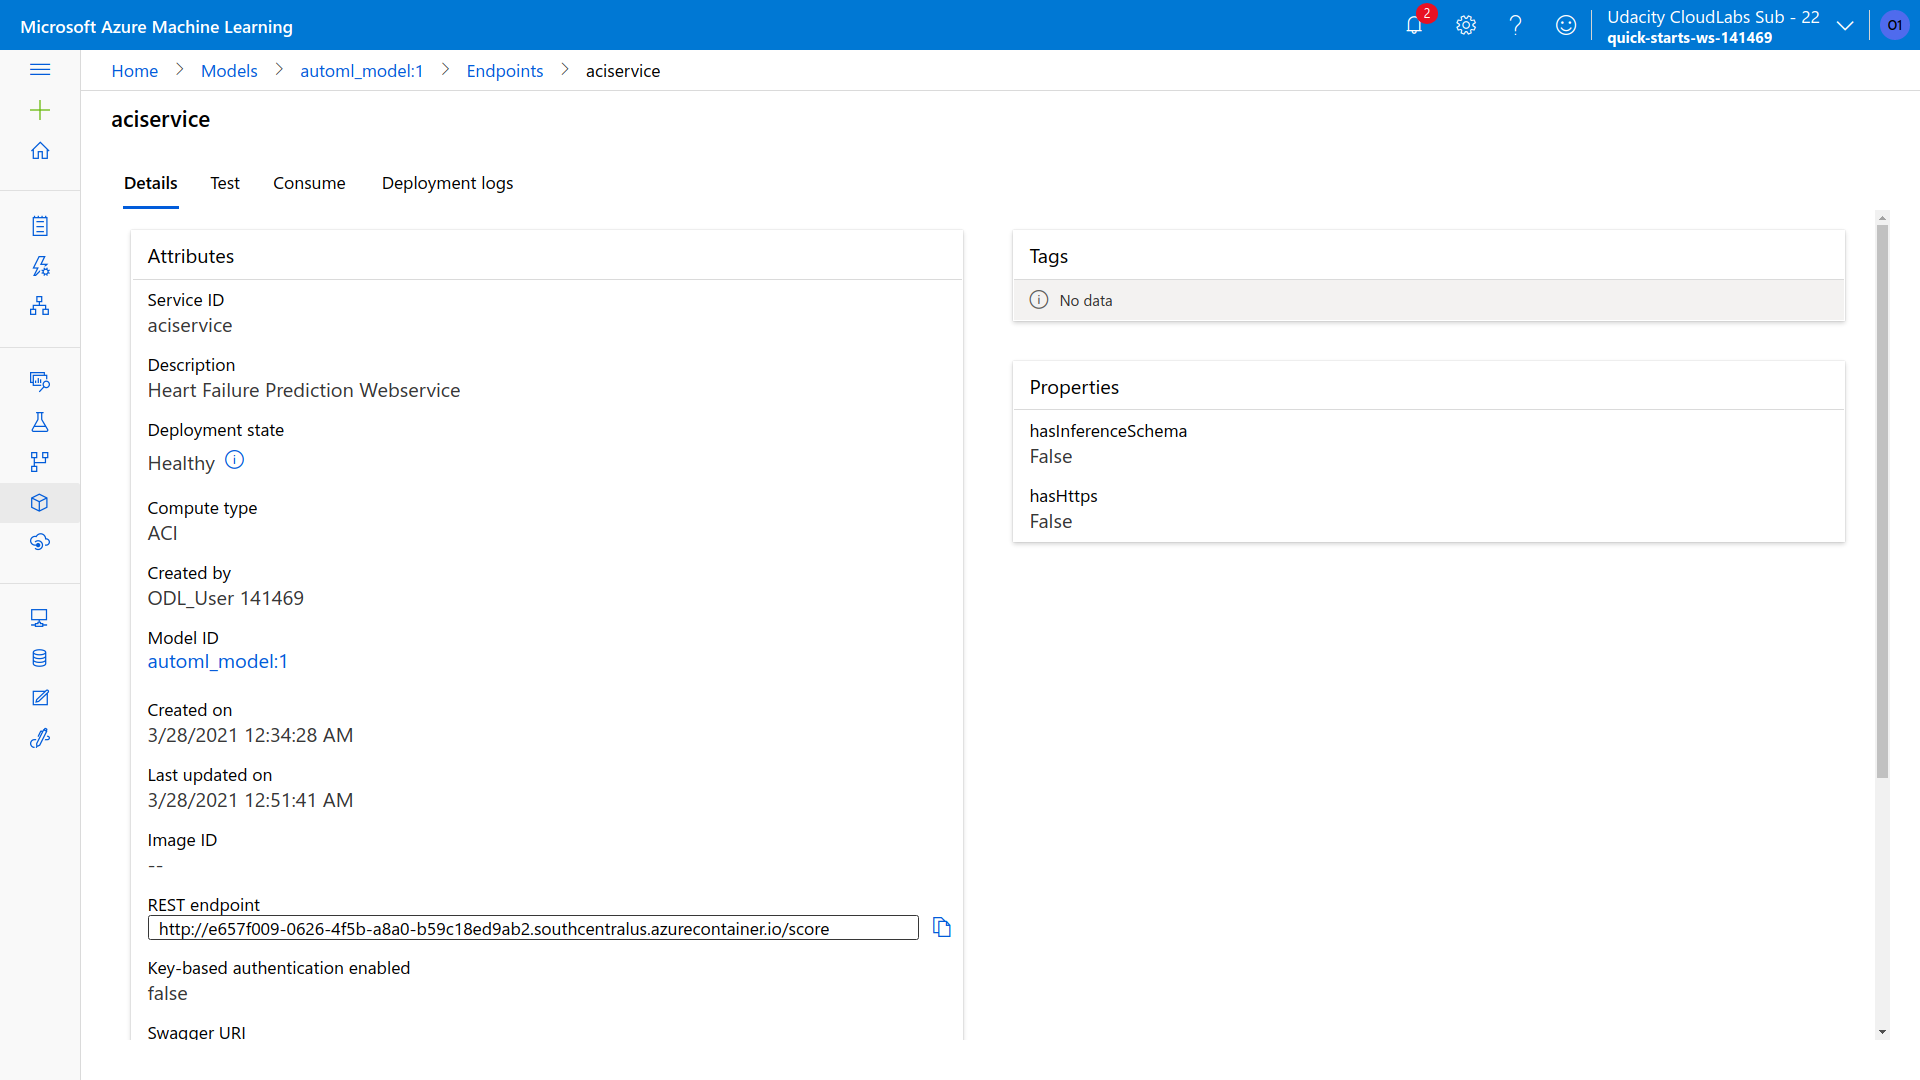 Microsoft Azure Machine Learning
2
Udacity CloudLabs Sub - 22
quick-starts-ws-141469
O1
Home > Models > automl_model:1 > Endpoints > aciservice
aciservice
Details Test Consume Deployment logs
Attributes
Service ID
aciservice
Description
Heart Failure Prediction Webservice
Deployment state
Healthy
Compute type
ACI
Created by
ODL_User 141469
Model ID
automl_model:1
Created on
3/28/2021 12:34:28 AM
Last updated on
3/28/2021 12:51:41 AM
Image ID
--
REST endpoint
http://e657f009-0626-4f5b-a8a0-b59c18ed9ab2.southcentralus.azurecontainer.io/score
Key-based authentication enabled
false
Swagger URI
Tags
No data
Properties
hasInferenceSchema
False
hasHttps
False